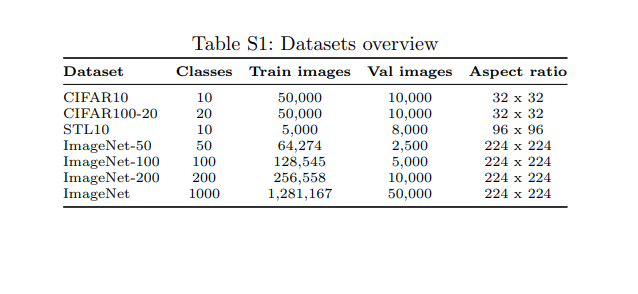 Table S1: Datasets overview
Dataset Classes Train images Val images Aspect ratio
CIFAR10 10 50,000 10,000 32 x 32
CIFAR100-20 20 50,000 10,000 32 x 32
STL10 10 5,000 8,000 96 x 96
ImageNet-50 50 64,274 2,500 224 x 224
ImageNet-100 100 128,545 5,000 224 x 224
ImageNet-200 200 256,558 10,000 224 x 224
ImageNet 1000 1,281,167 50,000 224 x 224